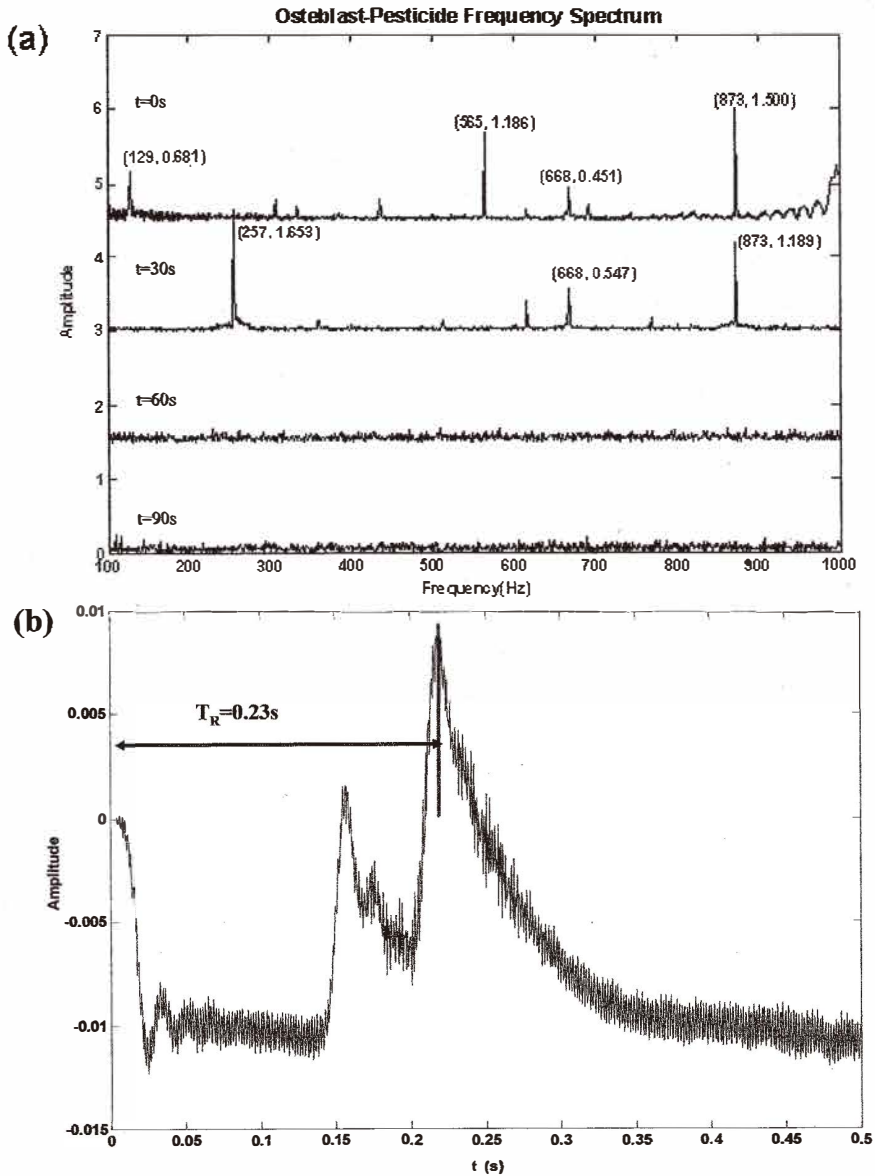 Osteblast-Pesticide Frequency Spectrum
(a)
7
6
5
4
3
2
1
0
Amplitude
t=0s
(129, 0.681)
(565, 1.186)
(668, 0.451)
(873, 1.500)
t=30s
(257, 1.653)
(668, 0.547)
(873, 1.189)
t=60s
t=90s
100 200 300 400 500 600 700 800 900 1000
Frequency(Hz)
(b)
0.01
0.005
0
-0.005
-0.01
-0.015
Amplitude
T_R=0.23s
0 0.05 0.1 0.15 0.2 0.25 0.3 0.35 0.4 0.45 0.5
t (s)